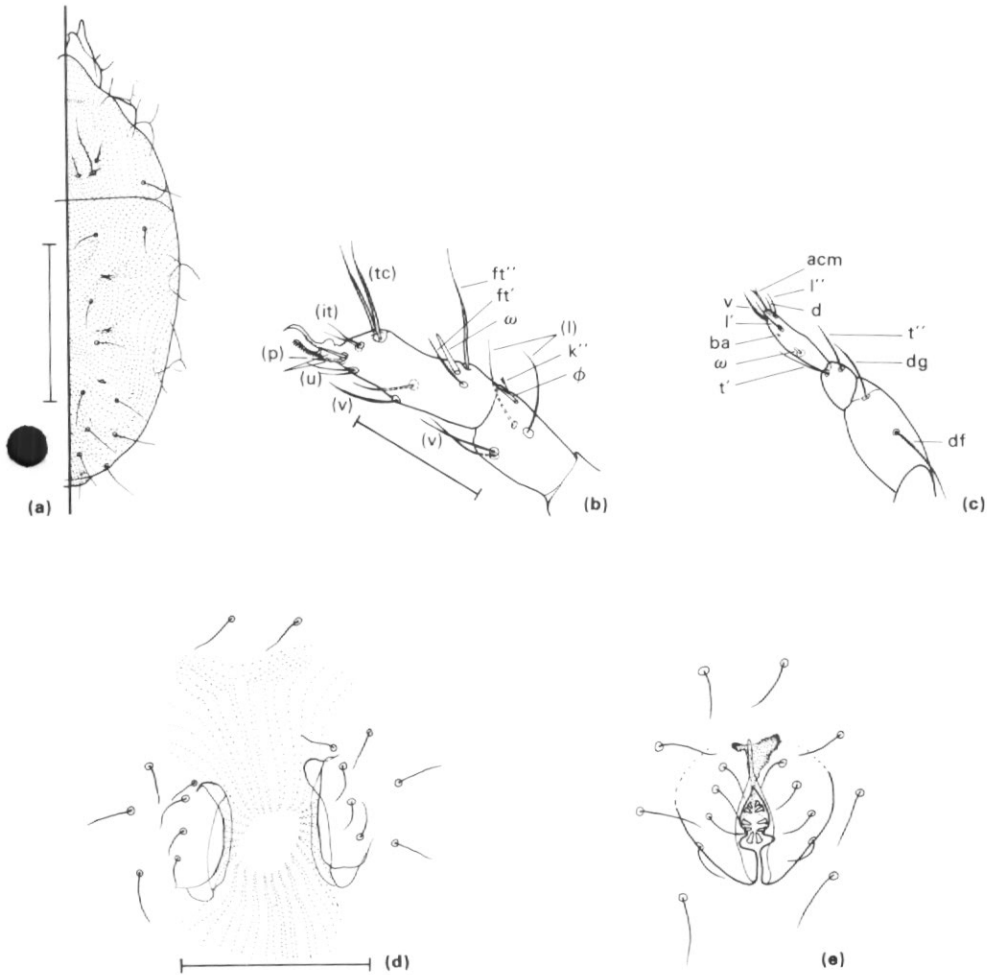 (a)
(tc)
(it)
(p)
(u)
(v)
(v)
ft′′
ft′
ω
(l)
k′′
ϕ
(b)
acm
l′′
v
d
l′
ba
ω
t′
t′′
dg
df
(c)
(d)
(e)